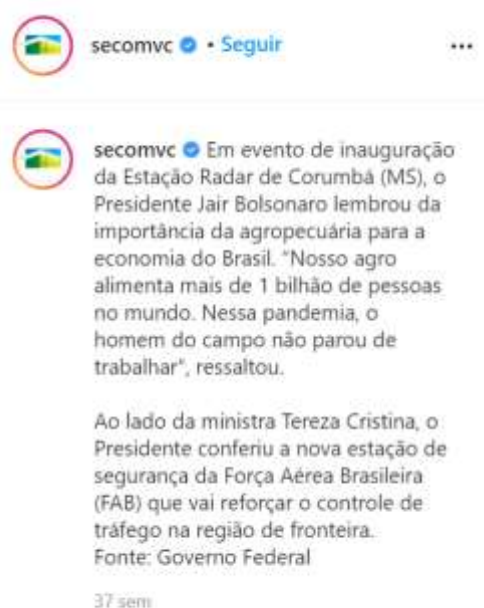 secomvc • Seguir ...
secomvc Em evento de inauguração
da Estação Radar de Corumbá (MS), o
Presidente Jair Bolsonaro lembrou da
importância da agropecuária para a
economia do Brasil. "Nosso agro
alimenta mais de 1 bilhão de pessoas
no mundo. Nessa pandemia, o
homem do campo não parou de
trabalhar", ressaltou.
Ao lado da ministra Tereza Cristina, o
Presidente conferiu a nova estação de
segurança da Força Aérea Brasileira
(FAB) que vai reforçar o controle de
tráfego na região de fronteira.
Fonte: Governo Federal
37 sem